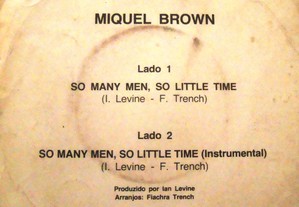 MIQUEL BROWN
Lado 1
SO MANY MEN, SO LITTLE TIME
(I. Levine - F. Trench)
Lado 2
SO MANY MEN, SO LITTLE TIME (Instrumental)
(I. Levine - F. Trench)
Produzido por Ian Levine
Arranjos: Fiachra Trench